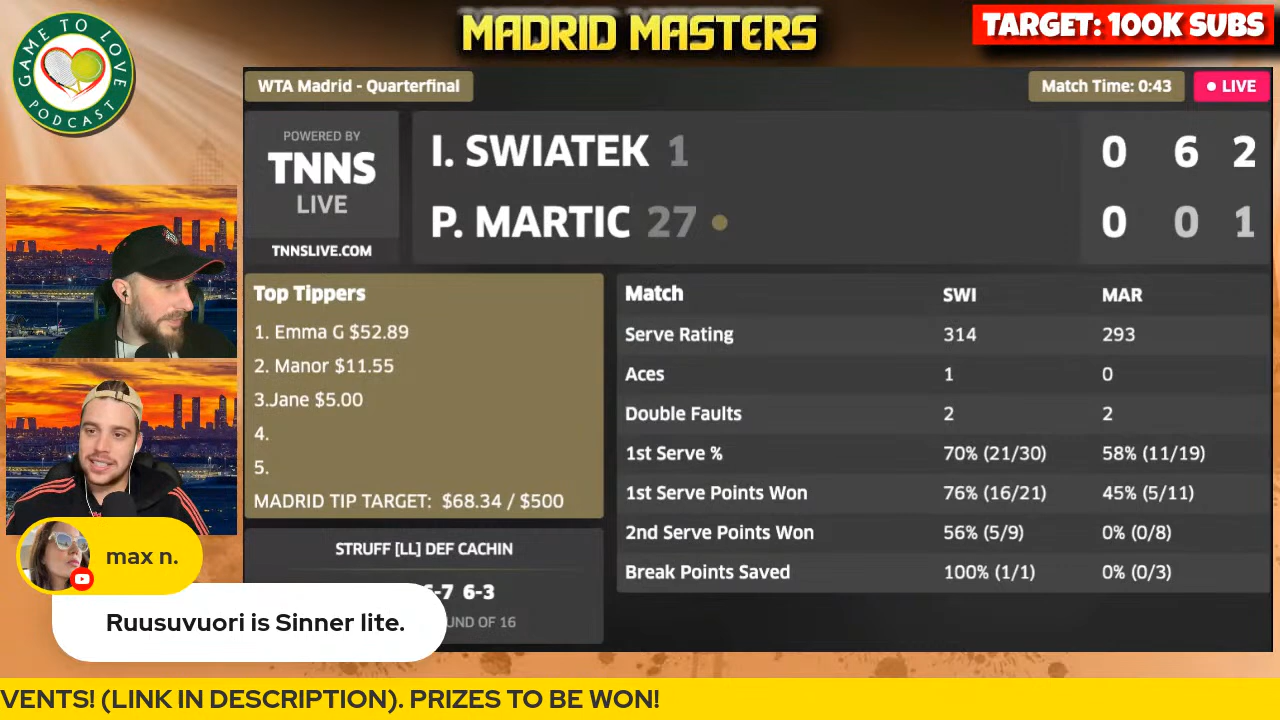 GAME TO LOVE
PODCAST
MADRID MASTERS
TARGET: 100K SUBS
WTA Madrid - Quarterfinal
Match Time: 0:43
LIVE
POWERED BY
TNNS
LIVE
TNNSLIVE.COM
I. SWIATEK 1 0 6 2
P. MARTIC 27 0 0 1
Top Tippers
1. Emma G $52.89
2. Manor $11.55
3.Jane $5.00
4.
5.
MADRID TIP TARGET: $68.34 / $500
Match SWI MAR
Serve Rating 314 293
Aces 1 0
Double Faults 2 2
1st Serve % 70% (21/30) 58% (11/19)
1st Serve Points Won 76% (16/21) 45% (5/11)
2nd Serve Points Won 56% (5/9) 0% (0/8)
Break Points Saved 100% (1/1) 0% (0/3)
STRUFF [LL] DEF CACHIN
-7 6-3
OF 16
max n.
Ruusuvuori is Sinner lite.
VENTS! (LINK IN DESCRIPTION). PRIZES TO BE WON!